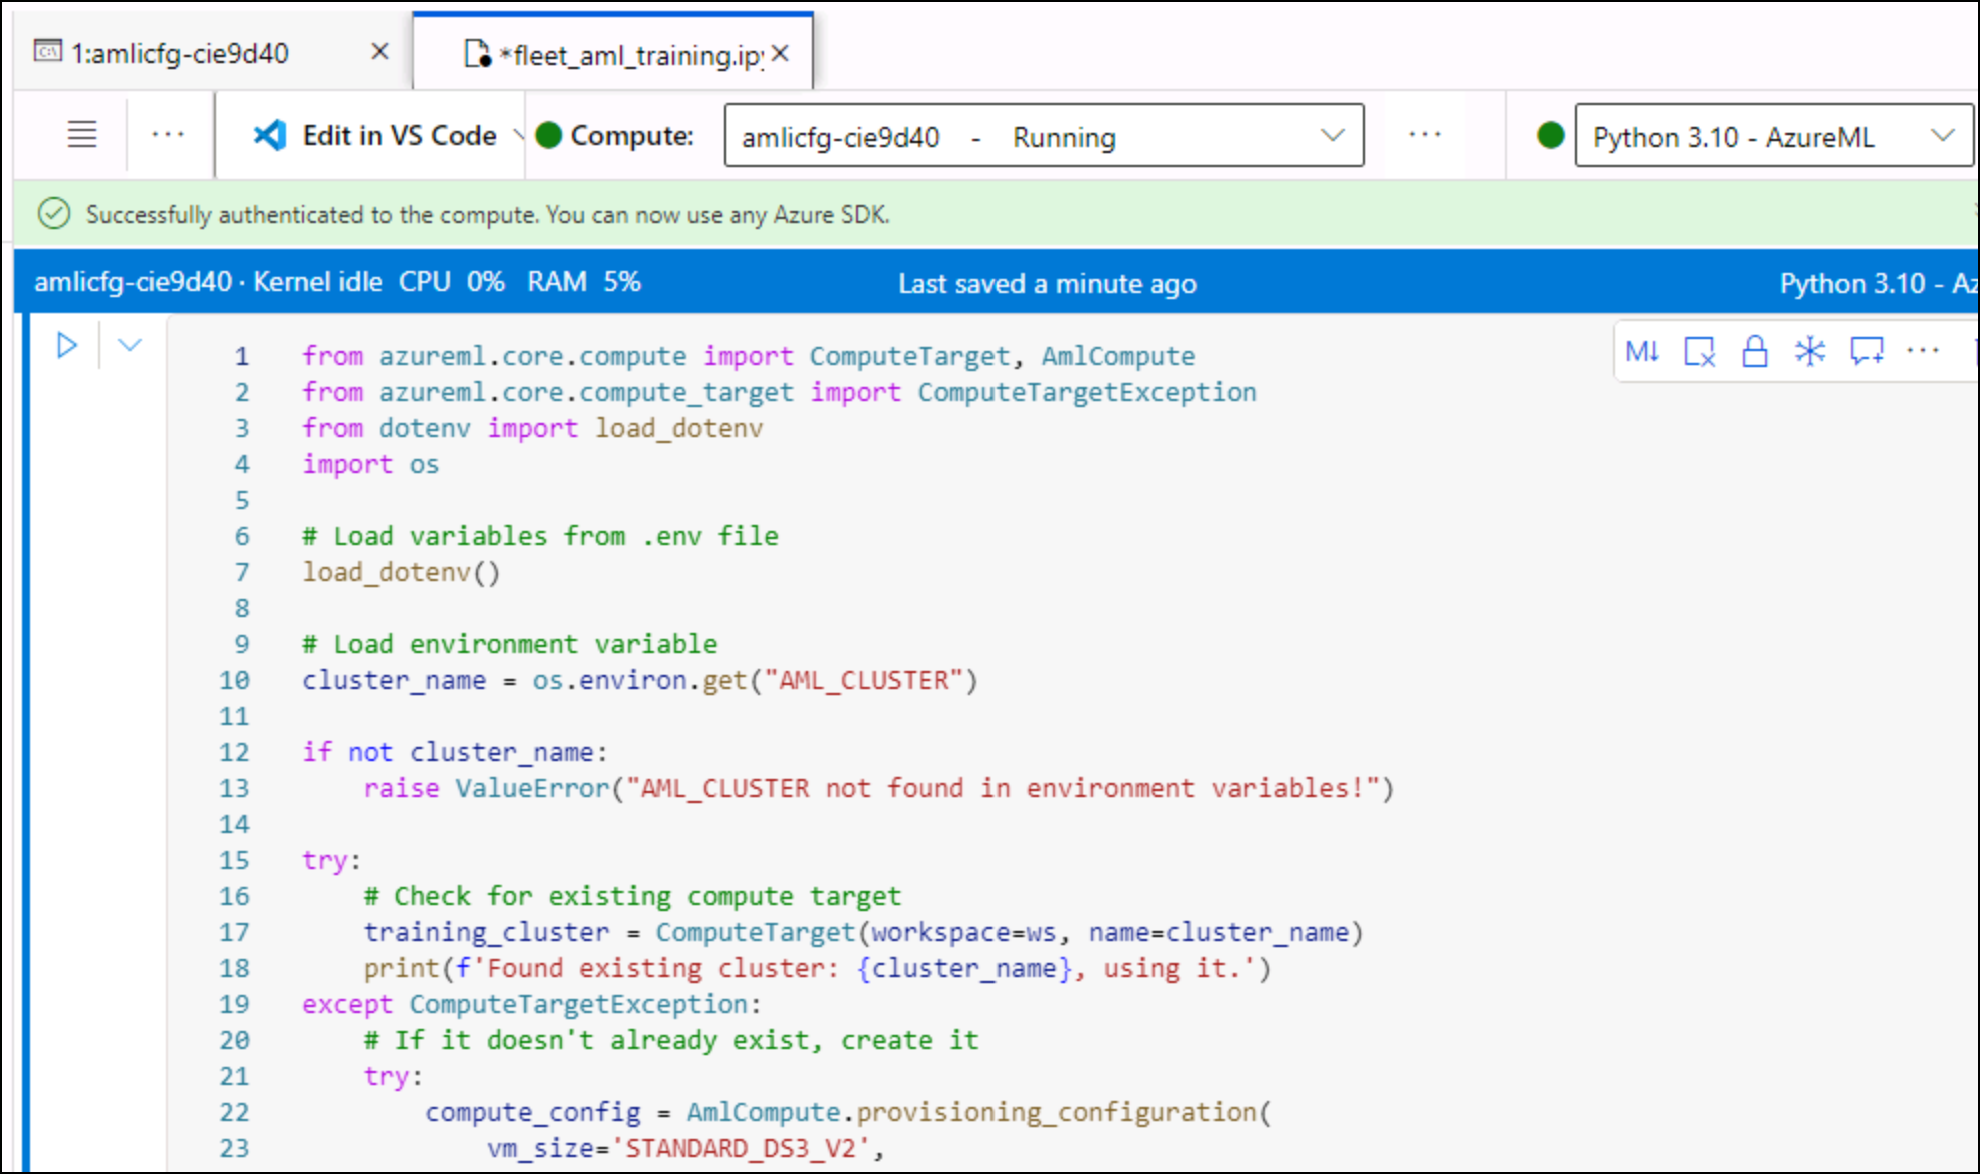 1:amlicfg-cie9d40 × *fleet_aml_training.ip ×
Edit in VS Code Compute: amlicfg-cie9d40 - Running ··· Python 3.10 - AzureML
Successfully authenticated to the compute. You can now use any Azure SDK.
amlicfg-cie9d40 · Kernel idle CPU 0% RAM 5% Last saved a minute ago Python 3.10 - Az
M↓
1 from azureml.core.compute import ComputeTarget, AmlCompute
2 from azureml.core.compute_target import ComputeTargetException
3 from dotenv import load_dotenv
4 import os
5
6 # Load variables from .env file
7 load_dotenv()
8
9 # Load environment variable
10 cluster_name = os.environ.get("AML_CLUSTER")
11
12 if not cluster_name:
13     raise ValueError("AML_CLUSTER not found in environment variables!")
14
15 try:
16     # Check for existing compute target
17     training_cluster = ComputeTarget(workspace=ws, name=cluster_name)
18     print(f'Found existing cluster: {cluster_name}, using it.')
19 except ComputeTargetException:
20     # If it doesn't already exist, create it
21     try:
22         compute_config = AmlCompute.provisioning_configuration(
23             vm_size='STANDARD_DS3_V2',